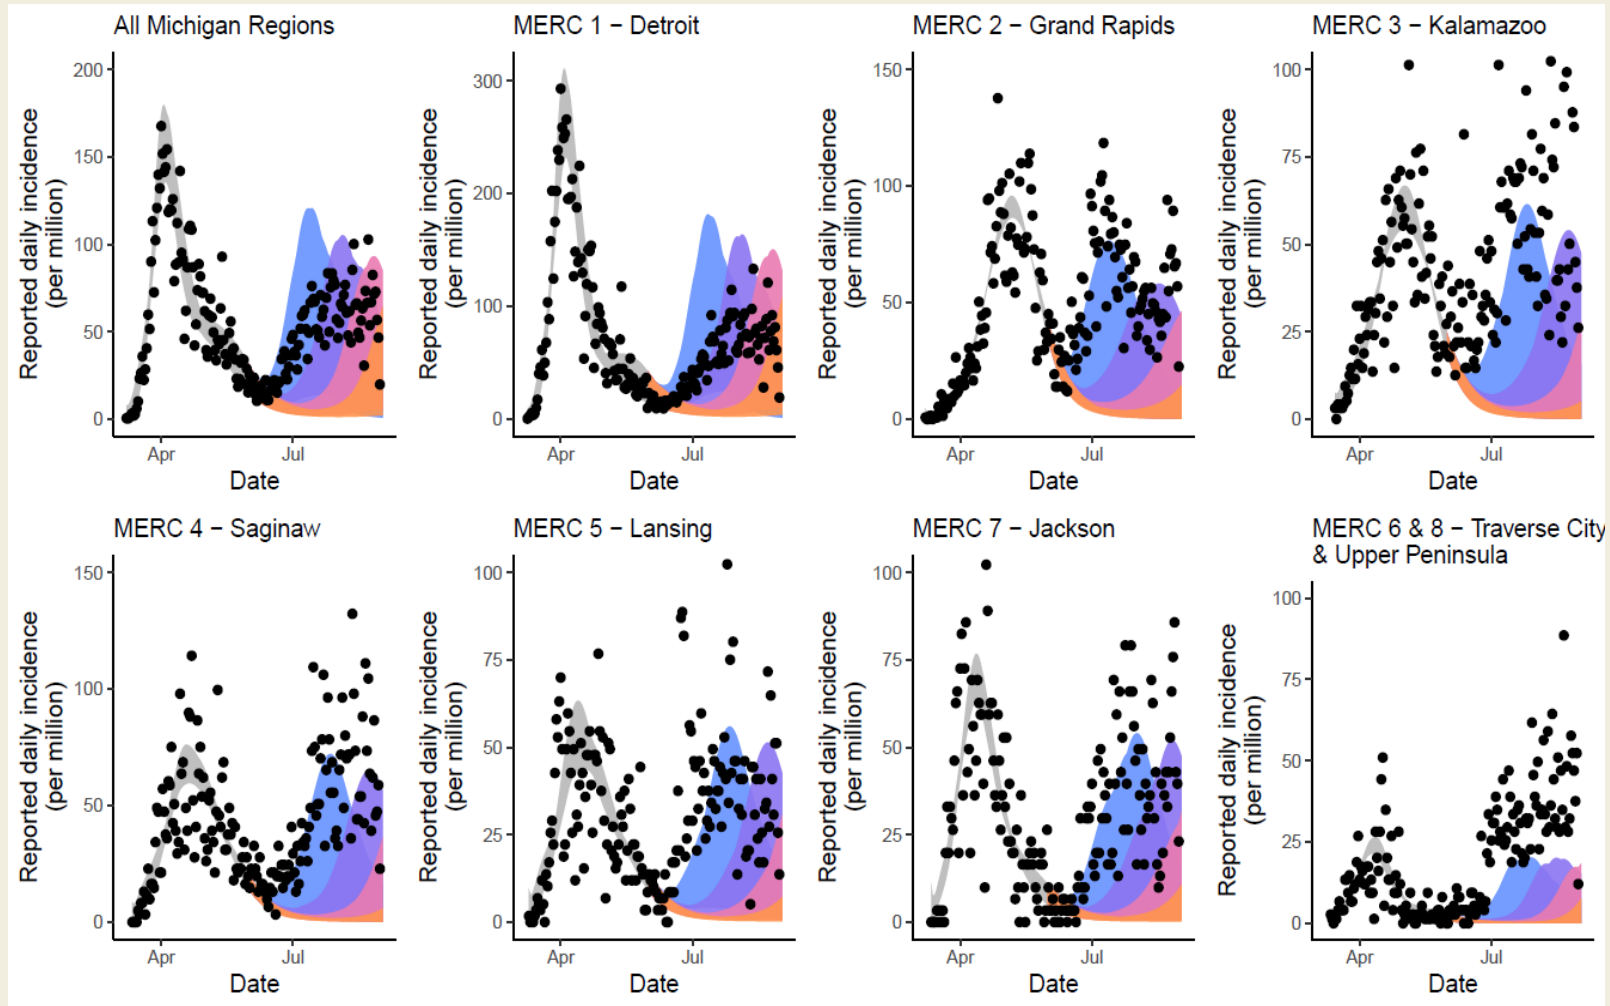 All Michigan Regions
MERC 1 − Detroit
MERC 2 − Grand Rapids
MERC 3 − Kalamazoo
Reported daily incidence
(per million)
200
150
100
50
0
Apr Jul
Date
Reported daily incidence
(per million)
300
200
100
0
Apr Jul
Date
Reported daily incidence
(per million)
150
100
50
0
Apr Jul
Date
Reported daily incidence
(per million)
100
75
50
25
0
Apr Jul
Date
MERC 4 − Saginaw
MERC 5 − Lansing
MERC 7 − Jackson
MERC 6 & 8 − Traverse City
& Upper Peninsula
Reported daily incidence
(per million)
150
100
50
0
Apr Jul
Date
Reported daily incidence
(per million)
100
75
50
25
0
Apr Jul
Date
Reported daily incidence
(per million)
100
75
50
25
0
Apr Jul
Date
Reported daily incidence
(per million)
100
75
50
25
0
Apr Jul
Date